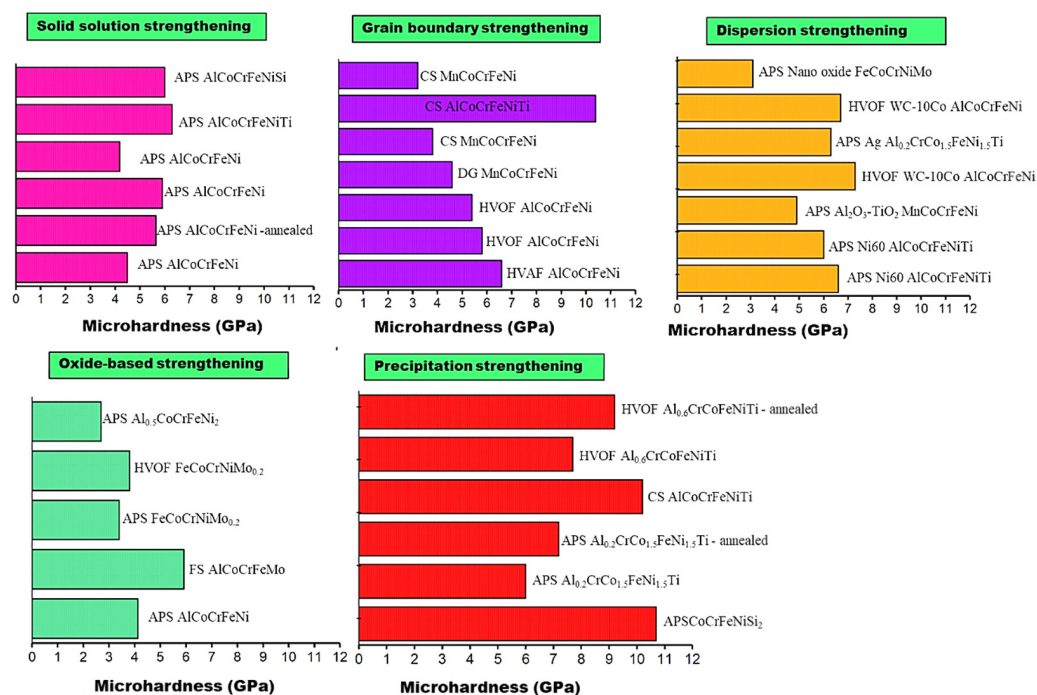 Solid solution strengthening
APS AlCoCrFeNiSi
APS AlCoCrFeNiTi
APS AlCoCrFeNi
APS AlCoCrFeNi
APS AlCoCrFeNi -annealed
APS AlCoCrFeNi
0 1 2 3 4 5 6 7 8 9 10 11 12
Microhardness (GPa)
Grain boundary strengthening
CS MnCoCrFeNi
CS AlCoCrFeNiTi
CS MnCoCrFeNi
DG MnCoCrFeNi
HVOF AlCoCrFeNi
HVOF AlCoCrFeNi
HVAF AlCoCrFeNi
0 1 2 3 4 5 6 7 8 9 10 11 12
Microhardness (GPa)
Dispersion strengthening
APS Nano oxide FeCoCrNiMo
HVOF WC-10Co AlCoCrFeNi
APS Ag Al₀.₂CrCo₁.₅FeNi₁.₅Ti
HVOF WC-10Co AlCoCrFeNi
APS Al₂O₃-TiO₂ MnCoCrFeNi
APS Ni60 AlCoCrFeNiTi
APS Ni60 AlCoCrFeNiTi
0 1 2 3 4 5 6 7 8 9 10 11 12
Microhardness (GPa)
Oxide-based strengthening
APS Al₀.₅CoCrFeNi₂
HVOF FeCoCrNiMo₀.₂
APS FeCoCrNiMo₀.₂
FS AlCoCrFeMo
APS AlCoCrFeNi
0 1 2 3 4 5 6 7 8 9 10 11 12
Microhardness (GPa)
Precipitation strengthening
HVOF Al₀.₆CrCoFeNiTi - annealed
HVOF Al₀.₆CrCoFeNiTi
CS AlCoCrFeNiTi
APS Al₀.₂CrCo₁.₅FeNi₁.₅Ti - annealed
APS Al₀.₂CrCo₁.₅FeNi₁.₅Ti
APSCoCrFeNiSi₂
0 1 2 3 4 5 6 7 8 9 10 11 12
Microhardness (GPa)